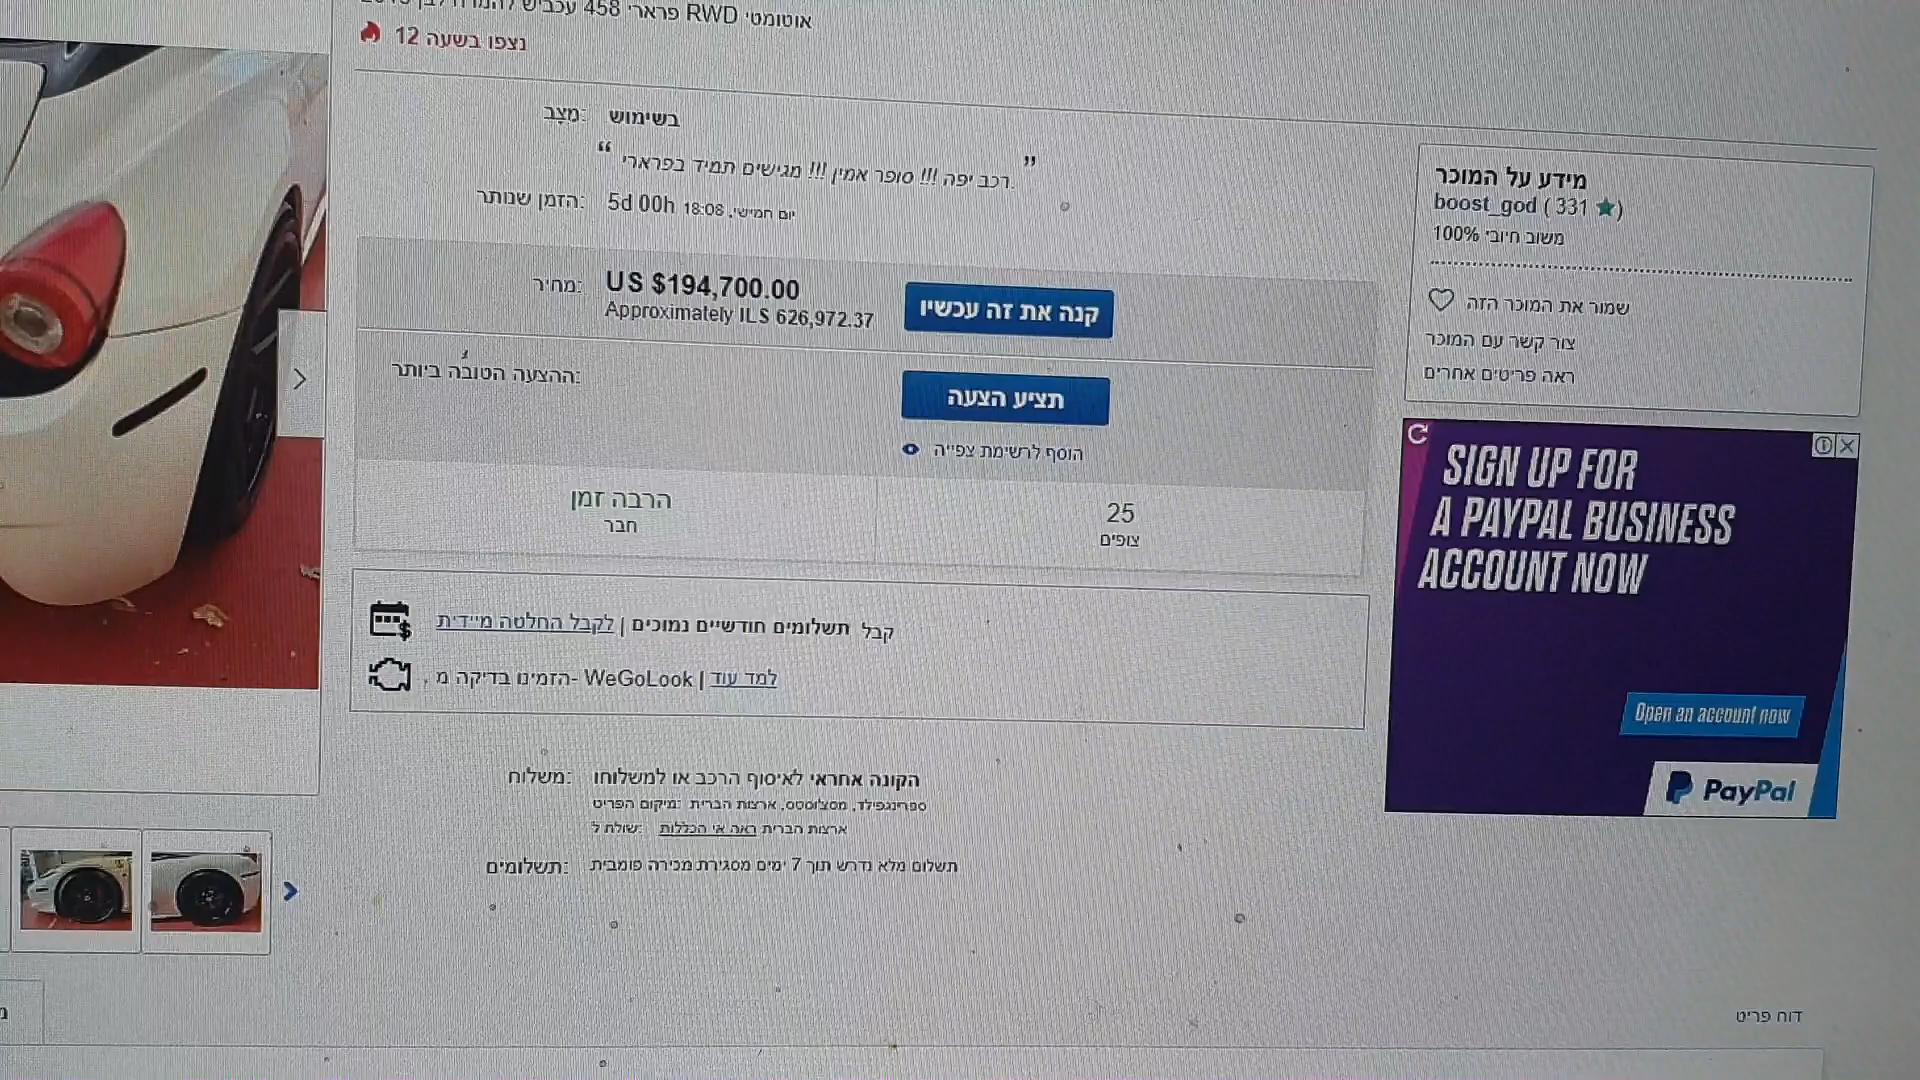 פרארי 458 עכביש להמרה לבן RWD אוטומטי
12 נצפו בשעה
מַצָב: בשימוש
“ רכב יפה !!! סופר אמין !!! מגישים תמיד בפרארי. ”
הזמן שנותר: 5d 00h יום חמישי, 18:08
מחיר: US $194,700.00
Approximately ILS 626,972.37
קנה את זה עכשיו
ההצעה הטובה ביותר:
תציע הצעה
הוסף לרשימת צפייה
הרבה זמן
חבר
25
צופים
קבל תשלומים חודשיים נמוכים | לקבל החלטה מיידית
הזמינו בדיקה מ- WeGoLook | למד עוד
משלוח: הקונה אחראי לאיסוף הרכב או למשלוחו
מיקום הפריט: ספרינגפילד, מסצ'וסטס, ארצות הברית
שולח ל: ארצות הברית ראה אי הכללות
תשלומים: תשלום מלא נדרש תוך 7 ימים מסגירת מכירה פומבית
מידע על המוכר
boost_god ( 331 )
100% משוב חיובי
שמור את המוכר הזה
צור קשר עם המוכר
ראה פריטים אחרים
SIGN UP FOR
A PAYPAL BUSINESS
ACCOUNT NOW
Open an account now
PayPal
דווח פריט